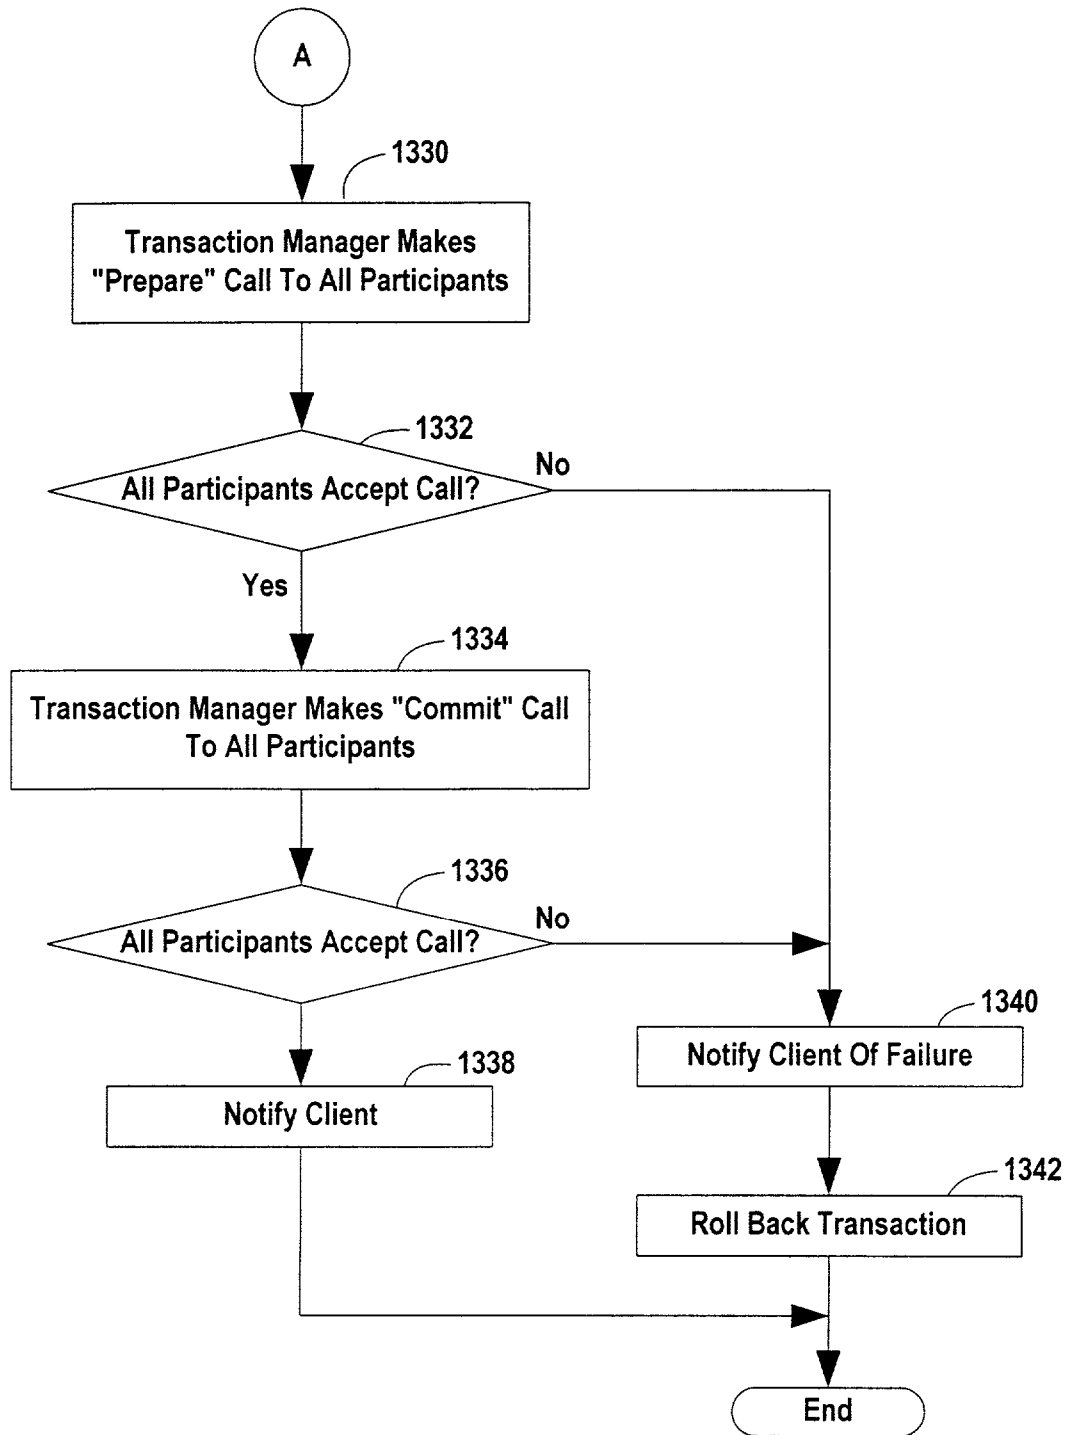 A
1330
Transaction Manager Makes
"Prepare" Call To All Participants
1332
All Participants Accept Call?
No
Yes
1334
Transaction Manager Makes "Commit" Call
To All Participants
1336
All Participants Accept Call?
No
1340
Notify Client Of Failure
1338
Notify Client
1342
Roll Back Transaction
End